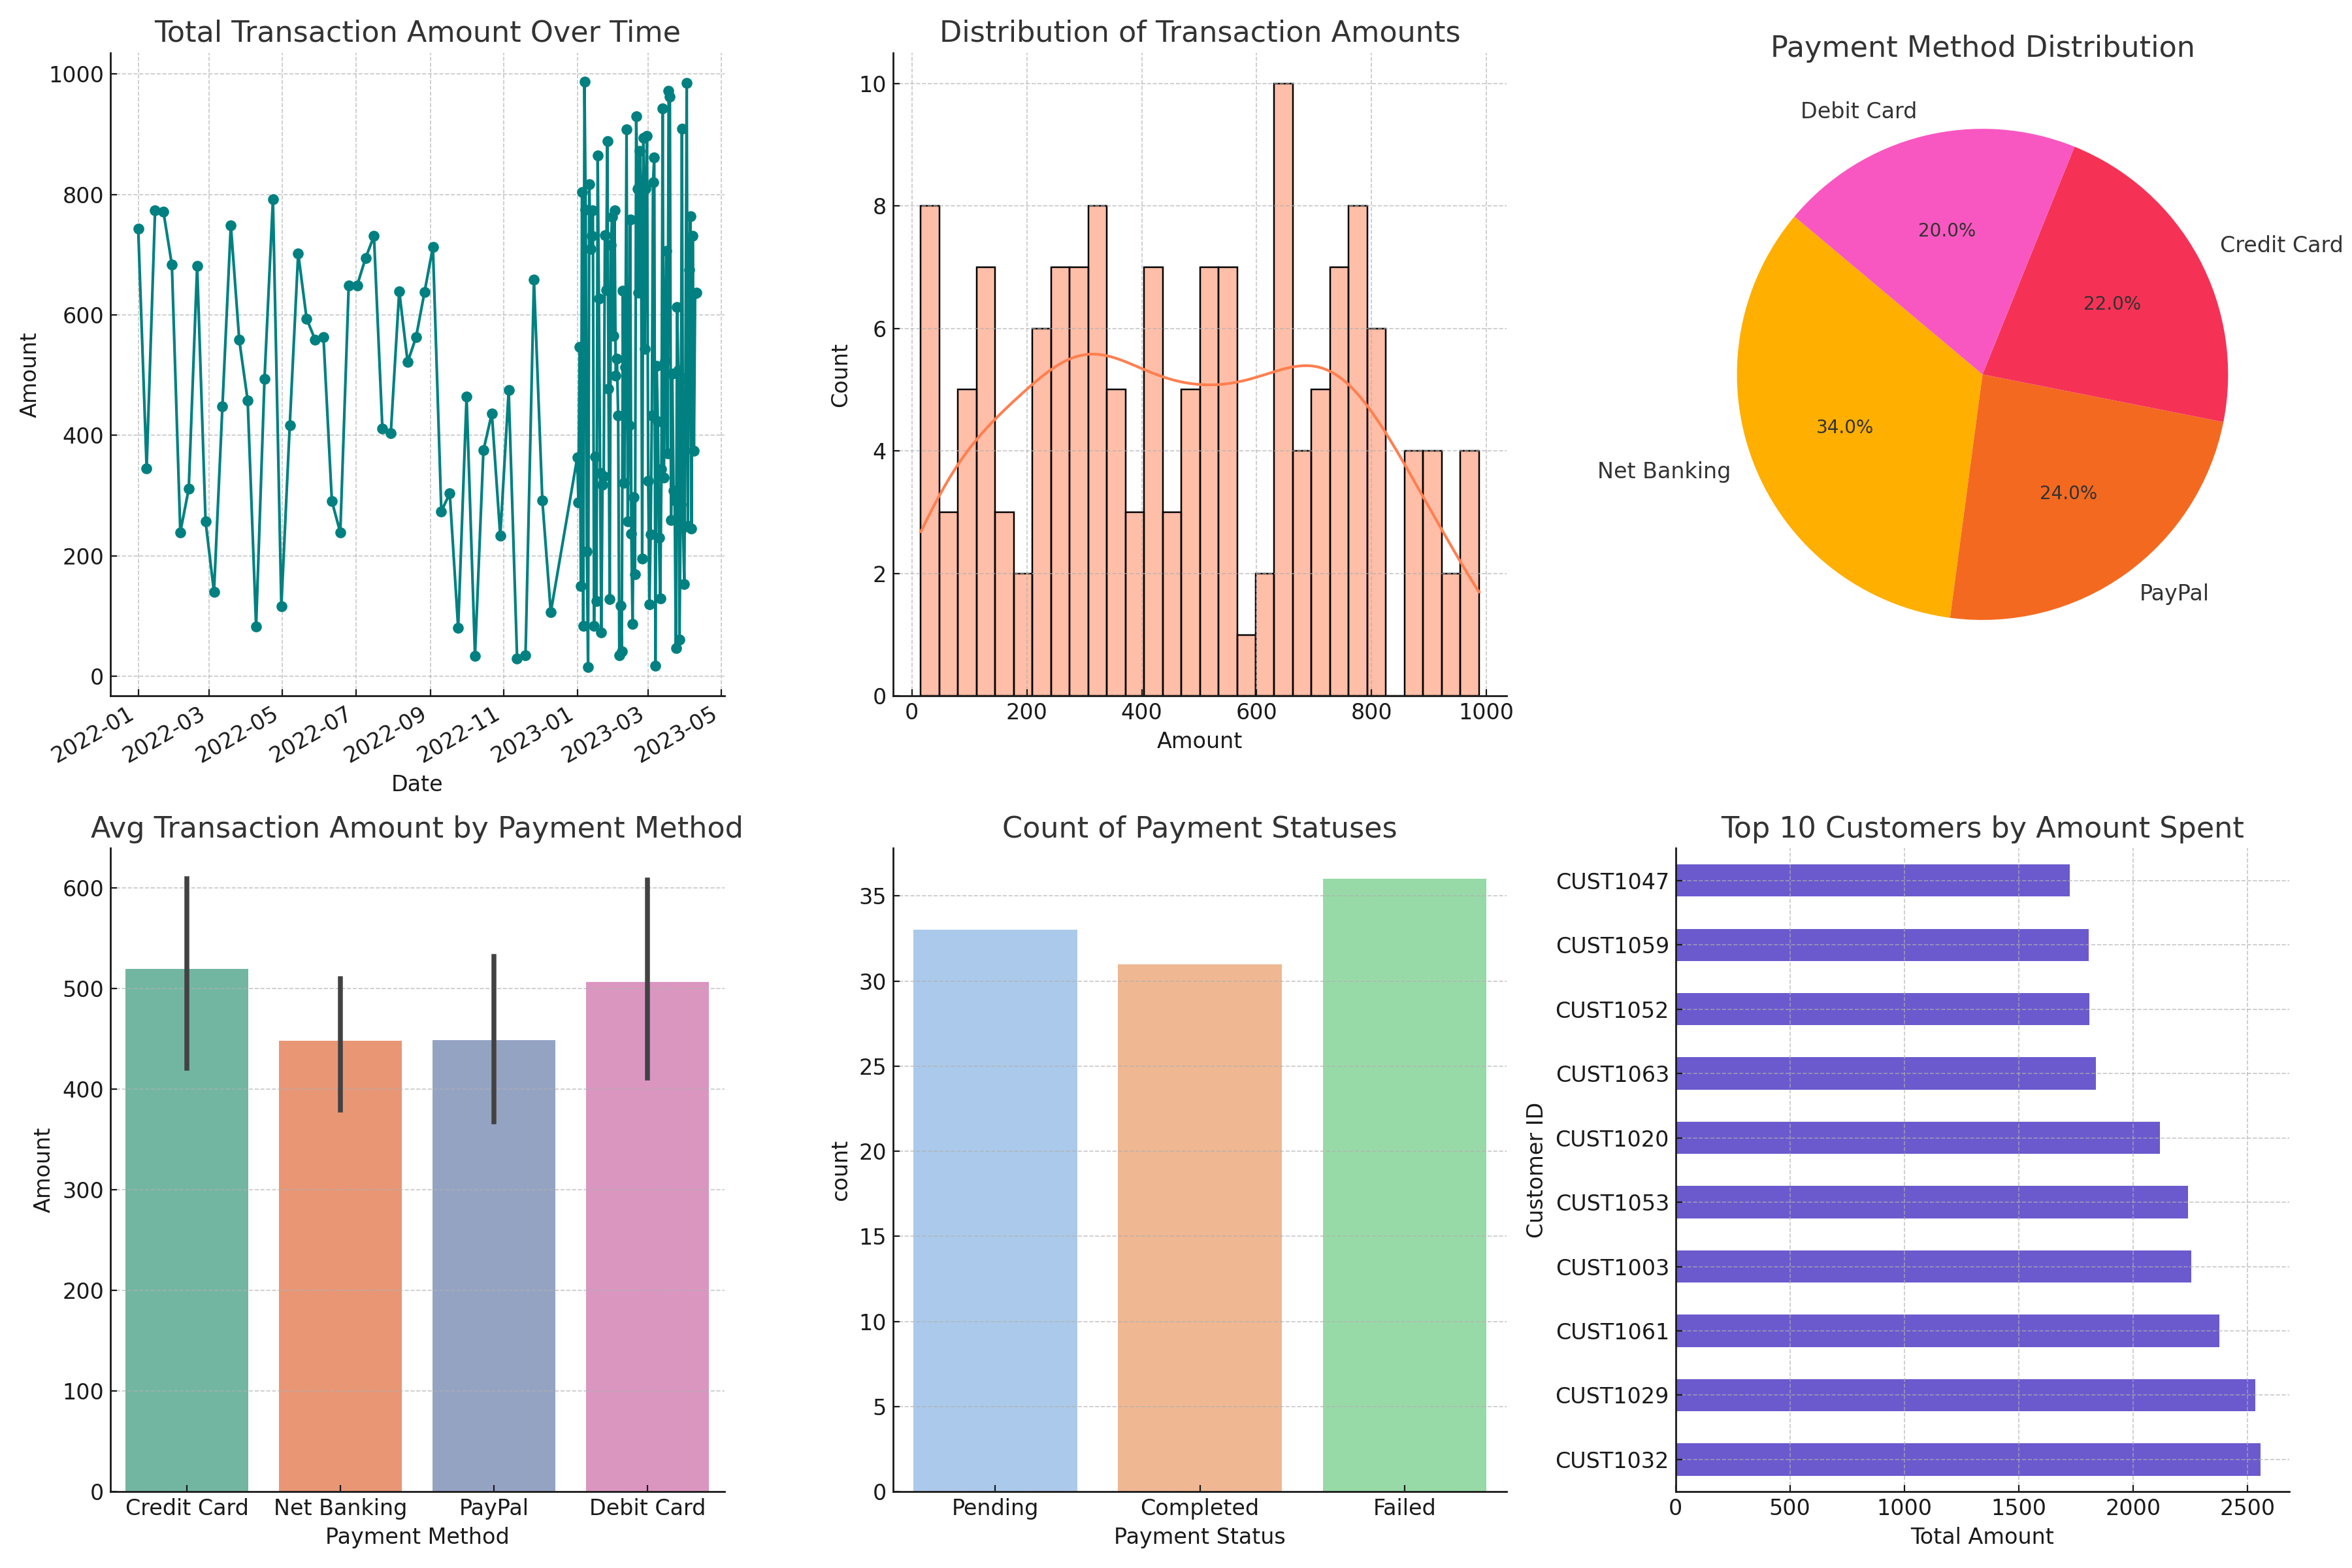 Total Transaction Amount Over Time
1000
800
600
400
200
0
Amount
2022-01
2022-03
2022-05
2022-07
2022-09
2022-11
2023-01
2023-03
2023-05
Date
Distribution of Transaction Amounts
10
8
6
4
2
0
Count
0
200
400
600
800
1000
Amount
Payment Method Distribution
Debit Card
20.0%
Credit Card
22.0%
34.0%
Net Banking
24.0%
PayPal
Avg Transaction Amount by Payment Method
600
500
400
300
200
100
0
Amount
Credit Card
Net Banking
PayPal
Debit Card
Payment Method
Count of Payment Statuses
35
30
25
20
15
10
5
0
count
Pending
Completed
Failed
Payment Status
Top 10 Customers by Amount Spent
CUST1047
CUST1059
CUST1052
CUST1063
CUST1020
CUST1053
CUST1003
CUST1061
CUST1029
CUST1032
Customer ID
0
500
1000
1500
2000
2500
Total Amount